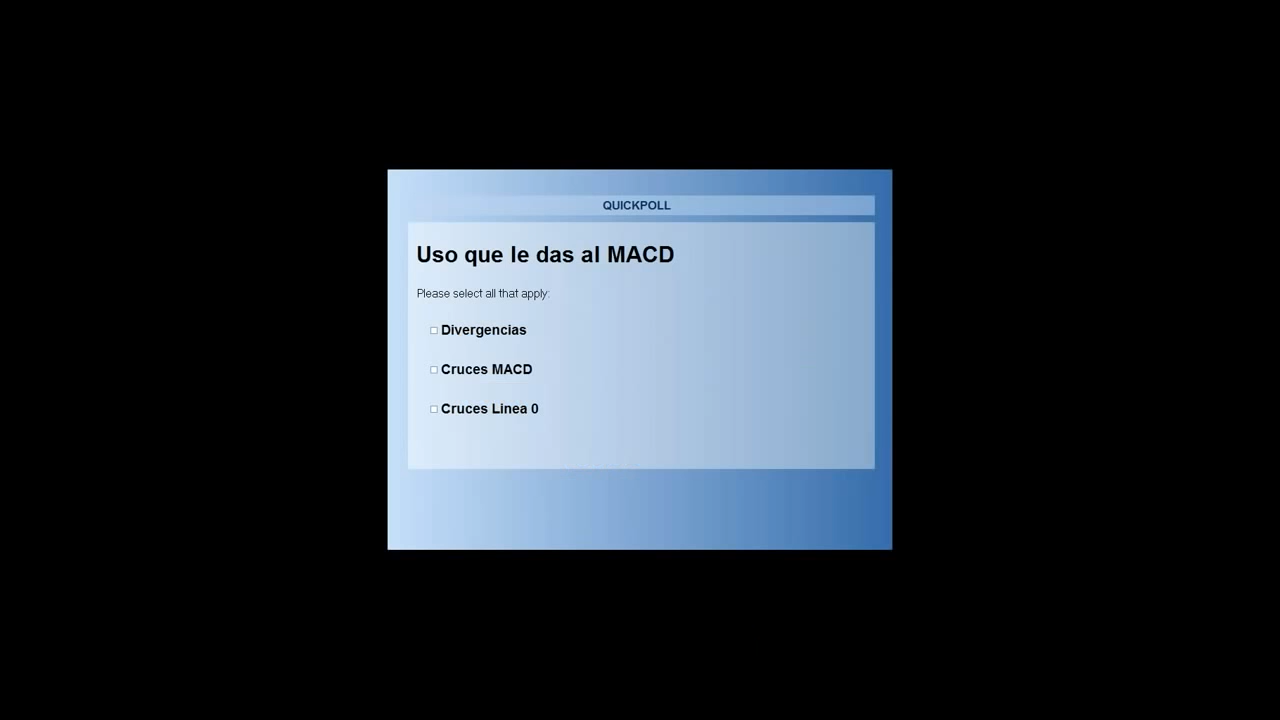 QUICKPOLL
Uso que le das al MACD
Please select all that apply:
Divergencias
Cruces MACD
Cruces Linea 0